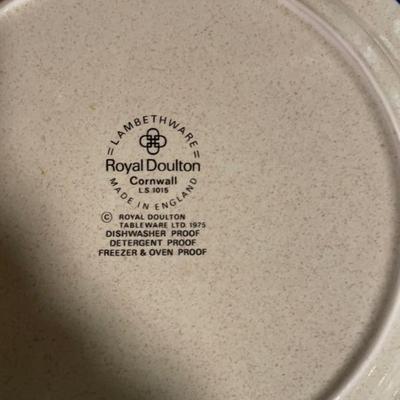 = LAMBETHWARE =
Royal Doulton
Cornwall
L.S. 1015
MADE IN ENGLAND
© ROYAL DOULTON
TABLEWARE LTD. 1975
DISHWASHER PROOF
DETERGENT PROOF
FREEZER & OVEN PROOF